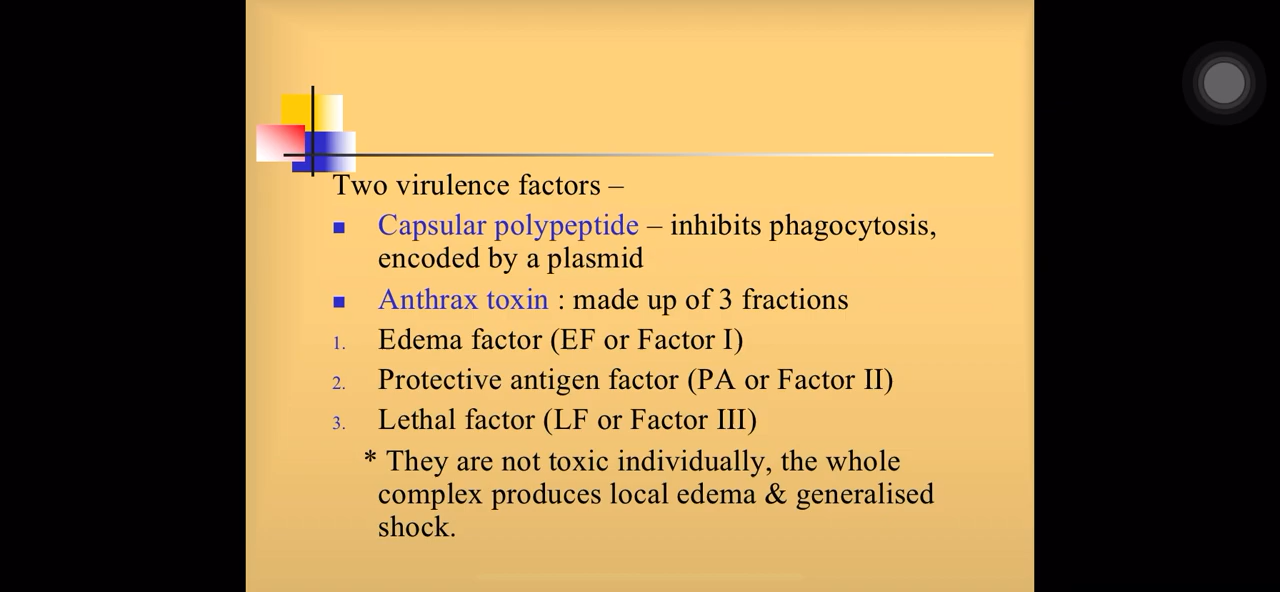 Two virulence factors –
■ Capsular polypeptide – inhibits phagocytosis,
encoded by a plasmid
■ Anthrax toxin : made up of 3 fractions
1. Edema factor (EF or Factor I)
2. Protective antigen factor (PA or Factor II)
3. Lethal factor (LF or Factor III)
* They are not toxic individually, the whole
complex produces local edema & generalised
shock.